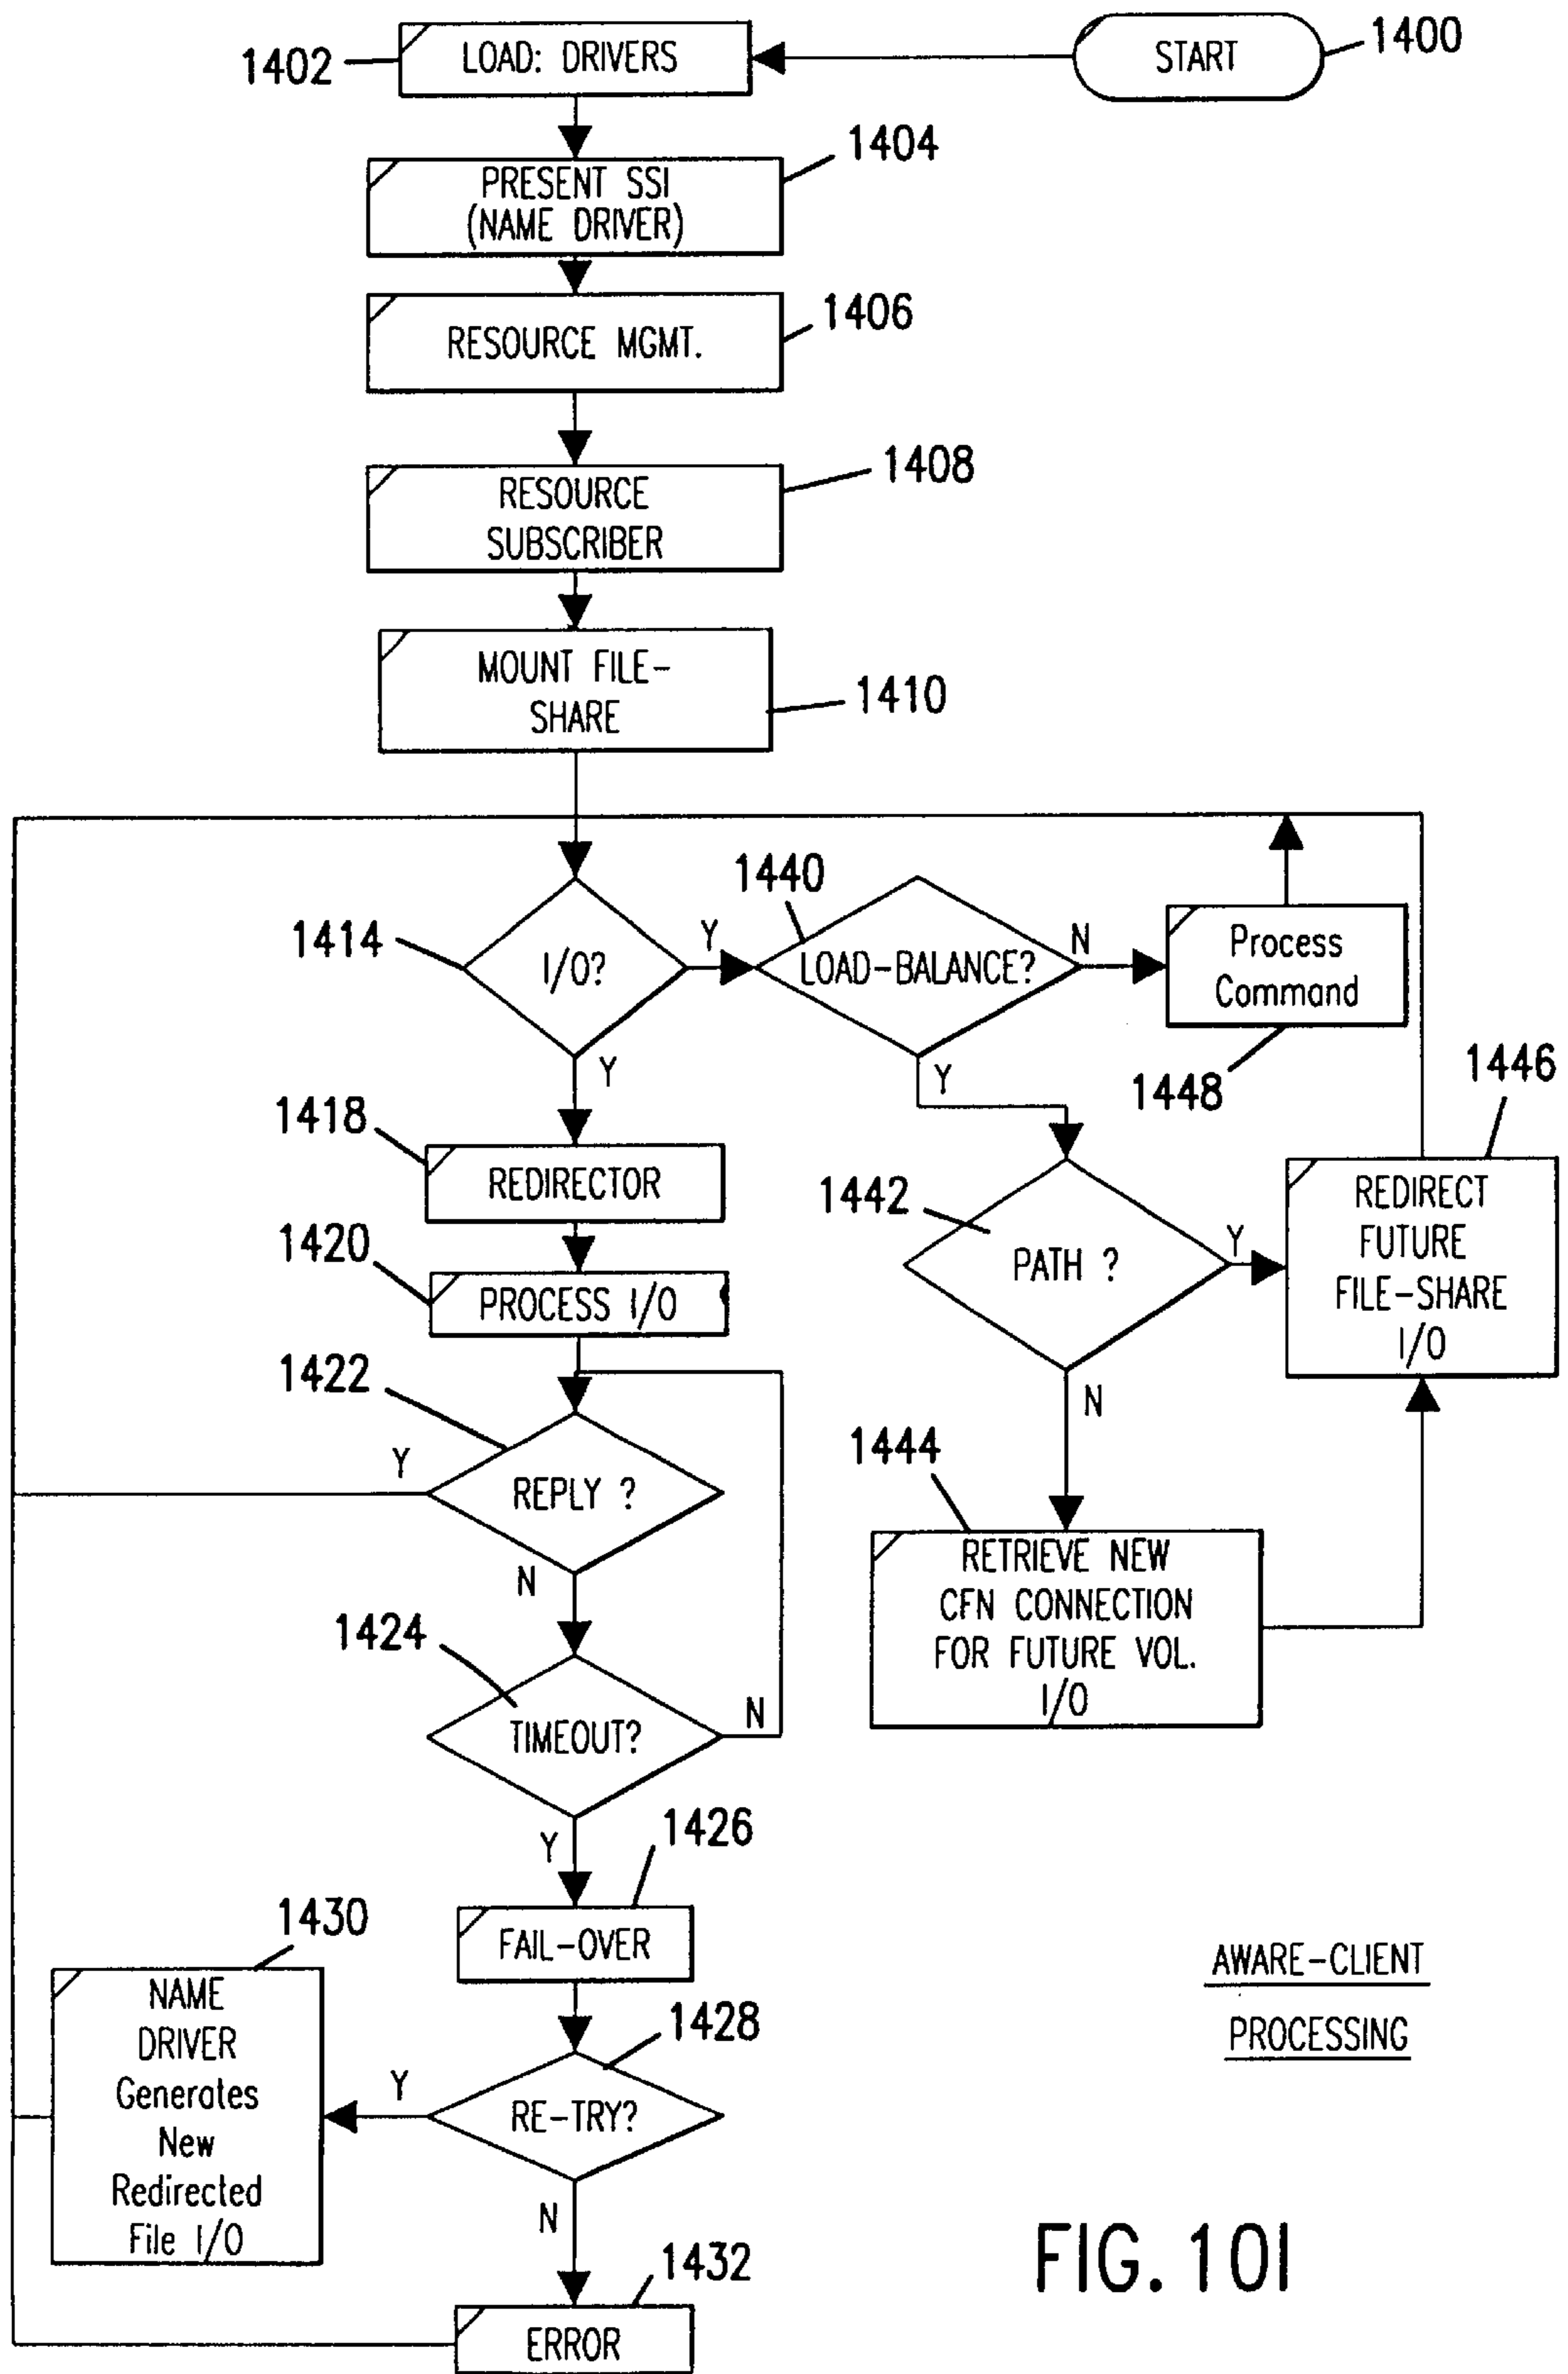 1402
LOAD: DRIVERS
START
1400
1404
PRESENT SSI
(NAME DRIVER)
1406
RESOURCE MGMT.
1408
RESOURCE
SUBSCRIBER
MOUNT FILE-
SHARE
1410
1440
1414
I/O?
Y
LOAD-BALANCE?
N
Process
Command
Y
Y
1448
1446
1418
REDIRECTOR
1442
PATH ?
Y
REDIRECT
FUTURE
FILE-SHARE
I/O
1420
PROCESS I/O
1422
N
Y
REPLY ?
1444
RETRIEVE NEW
CFN CONNECTION
FOR FUTURE VOL.
I/O
N
1424
TIMEOUT?
N
Y
1426
FAIL-OVER
1430
NAME
DRIVER
Generates
New
Redirected
File I/O
1428
Y
RE-TRY?
N
1432
ERROR
AWARE-CLIENT
PROCESSING
FIG. 10I